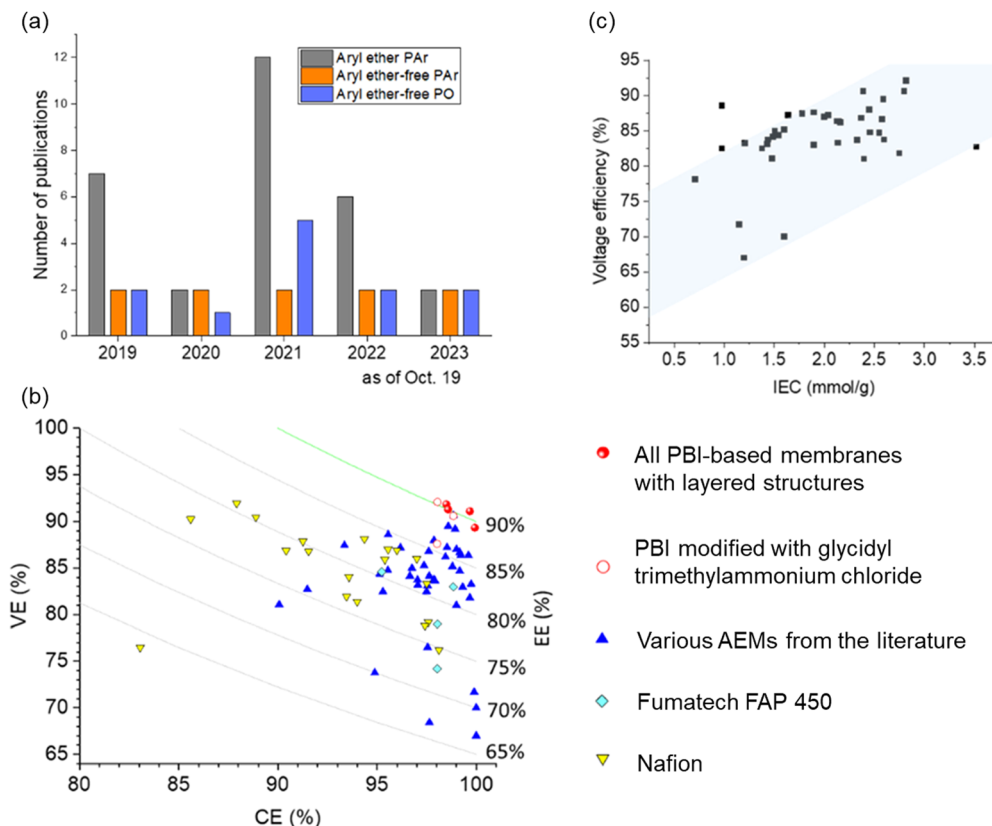 (a)
Number of publications
12
10
8
6
4
2
0
Aryl ether PAr
Aryl ether-free PAr
Aryl ether-free PO
2019 2020 2021 2022 2023
as of Oct. 19
(c)
Voltage efficiency (%)
95
90
85
80
75
70
65
60
55
0.5 1.0 1.5 2.0 2.5 3.0 3.5
IEC (mmol/g)
(b)
VE (%)
100
95
90
85
80
75
70
65
90%
85%
80%
75%
70%
65%
EE (%)
80 85 90 95 100
CE (%)
All PBI-based membranes
with layered structures
PBI modified with glycidyl
trimethylammonium chloride
Various AEMs from the literature
Fumatech FAP 450
Nafion